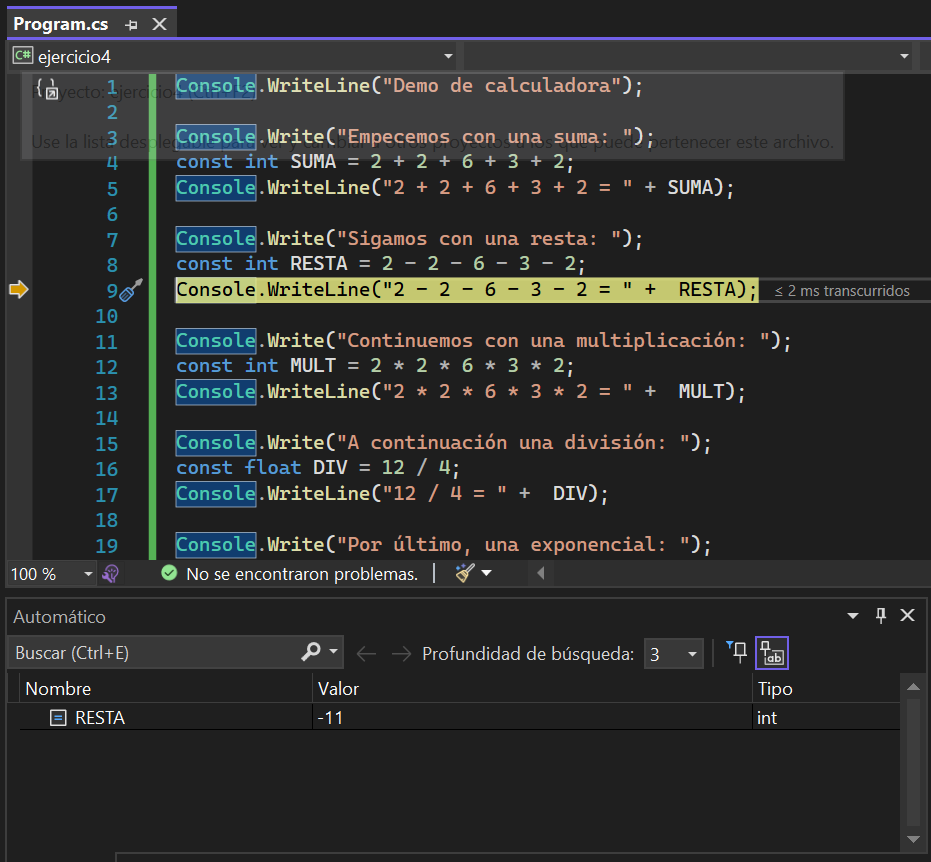 Program.cs
C# ejercicio4
1 Console.WriteLine("Demo de calculadora");
2
3 Console.Write("Empecemos con una suma: ");
Use la lista desplegable para ver y cambiar a otros proyectos a los que puede pertenecer este archivo.
4 const int SUMA = 2 + 2 + 6 + 3 + 2;
5 Console.WriteLine("2 + 2 + 6 + 3 + 2 = " + SUMA);
6
7 Console.Write("Sigamos con una resta: ");
8 const int RESTA = 2 - 2 - 6 - 3 - 2;
9 Console.WriteLine("2 - 2 - 6 - 3 - 2 = " +  RESTA); ≤ 2 ms transcurridos
10
11 Console.Write("Continuemos con una multiplicación: ");
12 const int MULT = 2 * 2 * 6 * 3 * 2;
13 Console.WriteLine("2 * 2 * 6 * 3 * 2 = " +  MULT);
14
15 Console.Write("A continuación una división: ");
16 const float DIV = 12 / 4;
17 Console.WriteLine("12 / 4 = " +  DIV);
18
19 Console.Write("Por último, una exponencial: ");
100 % No se encontraron problemas.
Automático
Buscar (Ctrl+E) Profundidad de búsqueda: 3
Nombre Valor Tipo
RESTA -11 int